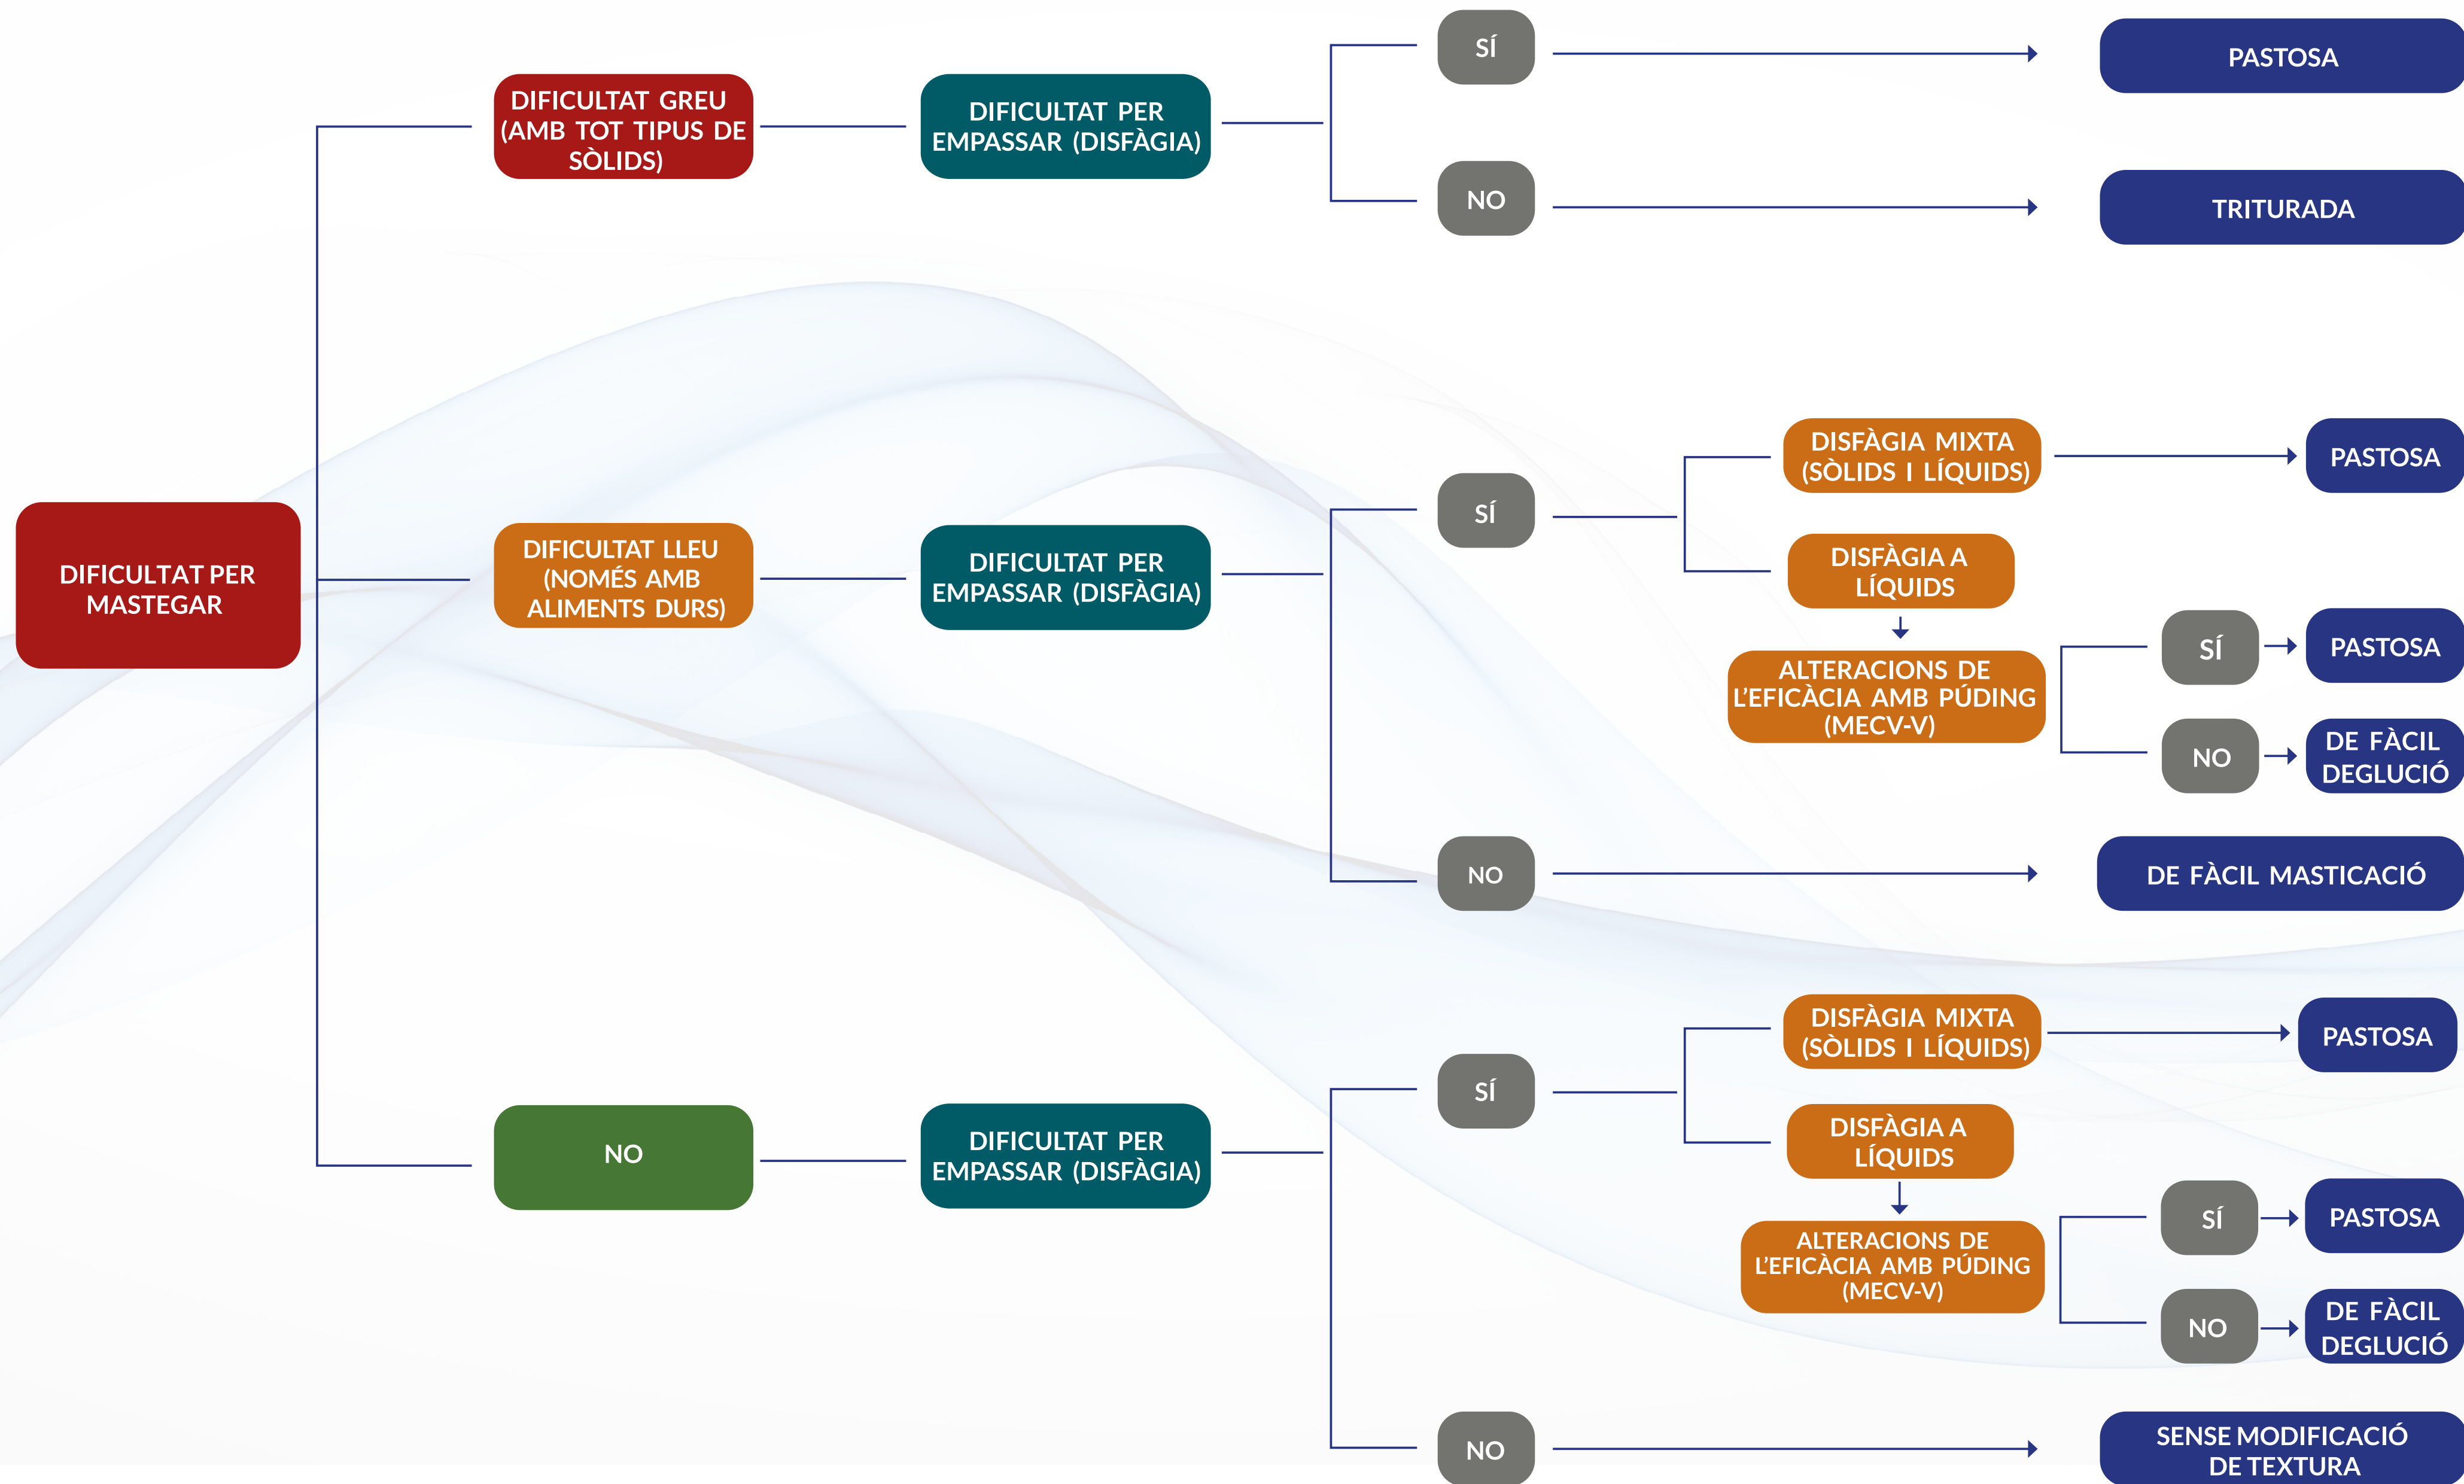 DIFICULTAT PER
MASTEGAR
DIFICULTAT GREU
(AMB TOT TIPUS DE
SÒLIDS)
DIFICULTAT PER
EMPASSAR (DISFÀGIA)
SÍ
PASTOSA
NO
TRITURADA
DIFICULTAT LLEU
(NOMÉS AMB
ALIMENTS DURS)
DIFICULTAT PER
EMPASSAR (DISFÀGIA)
SÍ
DISFÀGIA MIXTA
(SÒLIDS I LÍQUIDS)
PASTOSA
DISFÀGIA A
LÍQUIDS
ALTERACIONS DE
L'EFICÀCIA AMB PÚDING
(MECV-V)
SÍ
PASTOSA
NO
DE FÀCIL
DEGLUCIÓ
NO
DE FÀCIL MASTICACIÓ
NO
DIFICULTAT PER
EMPASSAR (DISFÀGIA)
SÍ
DISFÀGIA MIXTA
(SÒLIDS I LÍQUIDS)
PASTOSA
DISFÀGIA A
LÍQUIDS
ALTERACIONS DE
L'EFICÀCIA AMB PÚDING
(MECV-V)
SÍ
PASTOSA
NO
DE FÀCIL
DEGLUCIÓ
NO
SENSE MODIFICACIÓ
DE TEXTURA